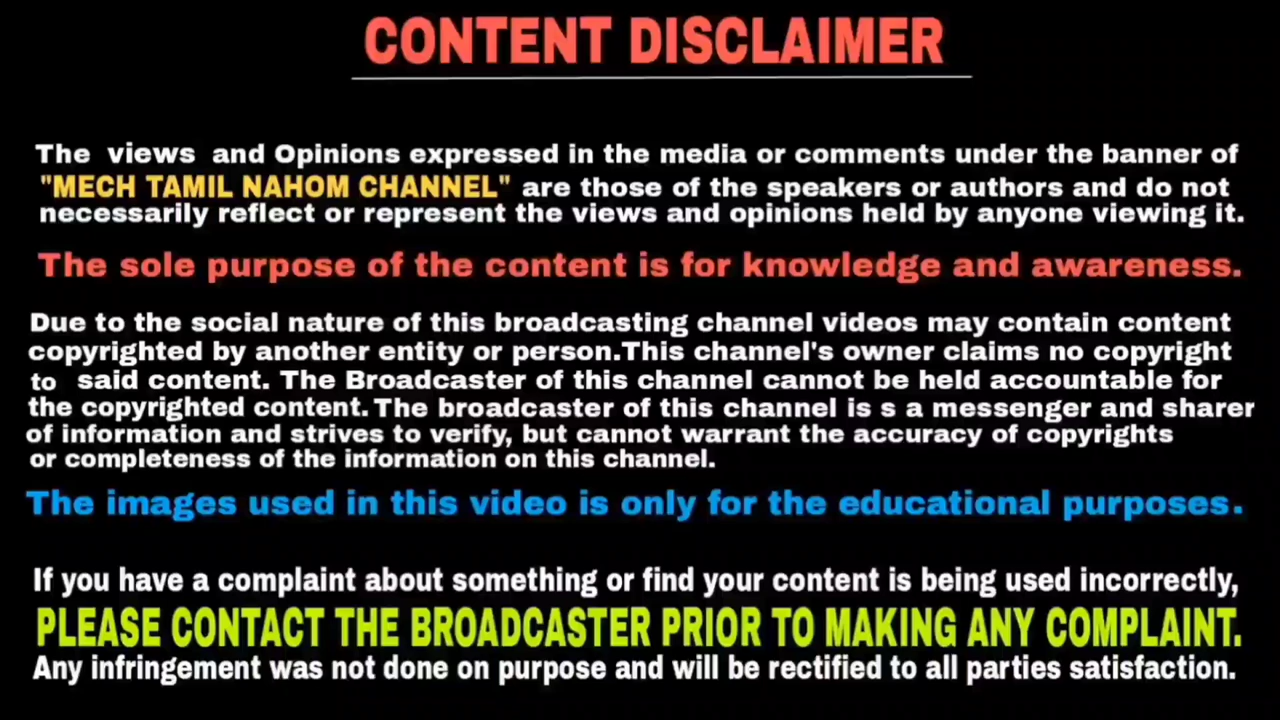 CONTENT DISCLAIMER
The views and Opinions expressed in the media or comments under the banner of
"MECH TAMIL NAHOM CHANNEL" are those of the speakers or authors and do not
necessarily reflect or represent the views and opinions held by anyone viewing it.
The sole purpose of the content is for knowledge and awareness.
Due to the social nature of this broadcasting channel videos may contain content
copyrighted by another entity or person.This channel's owner claims no copyright
to said content. The Broadcaster of this channel cannot be held accountable for
the copyrighted content. The broadcaster of this channel is s a messenger and sharer
of information and strives to verify, but cannot warrant the accuracy of copyrights
or completeness of the information on this channel.
The images used in this video is only for the educational purposes.
If you have a complaint about something or find your content is being used incorrectly,
PLEASE CONTACT THE BROADCASTER PRIOR TO MAKING ANY COMPLAINT.
Any infringement was not done on purpose and will be rectified to all parties satisfaction.